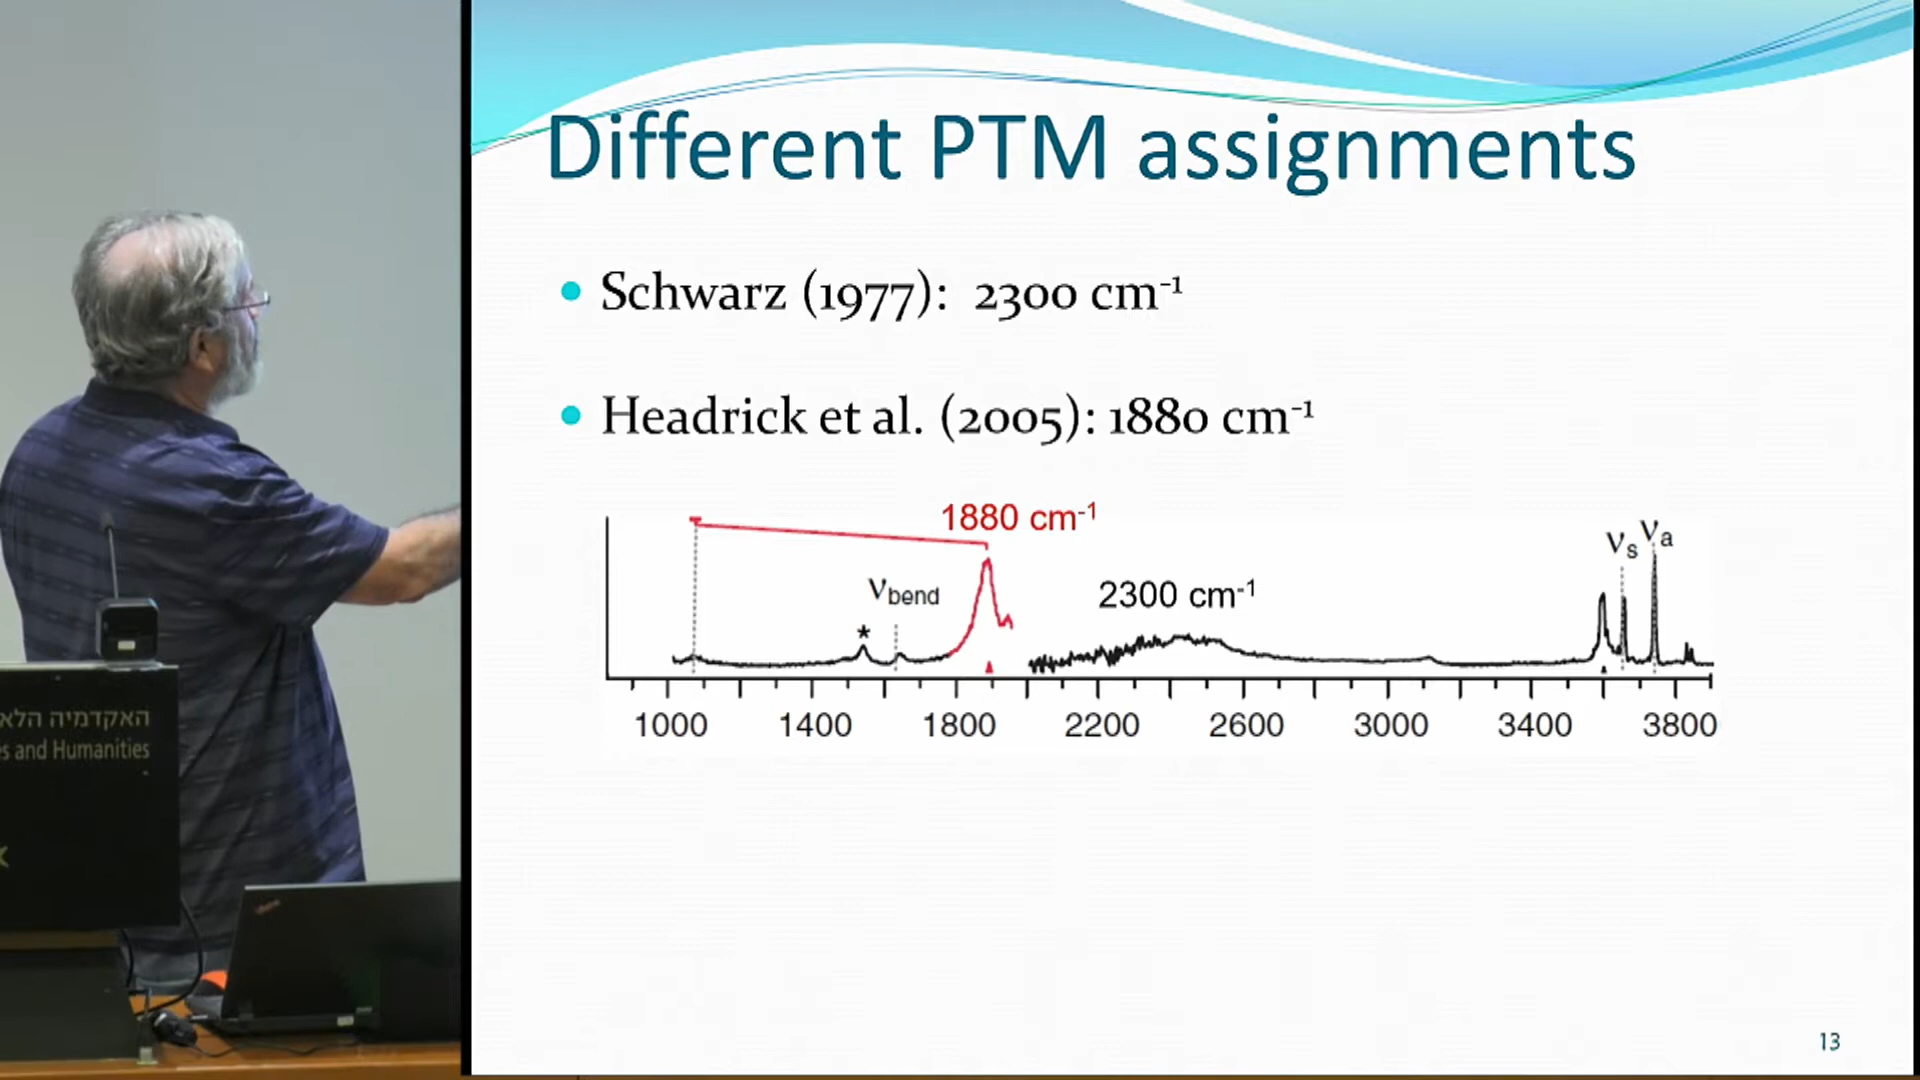 Different PTM assignments
• Schwarz (1977): 2300 cm⁻¹
• Headrick et al. (2005): 1880 cm⁻¹
1880 cm⁻¹
νs νa
νbend
2300 cm⁻¹
*
1000 1400 1800 2200 2600 3000 3400 3800
האקדמיה
es and Humanities
13